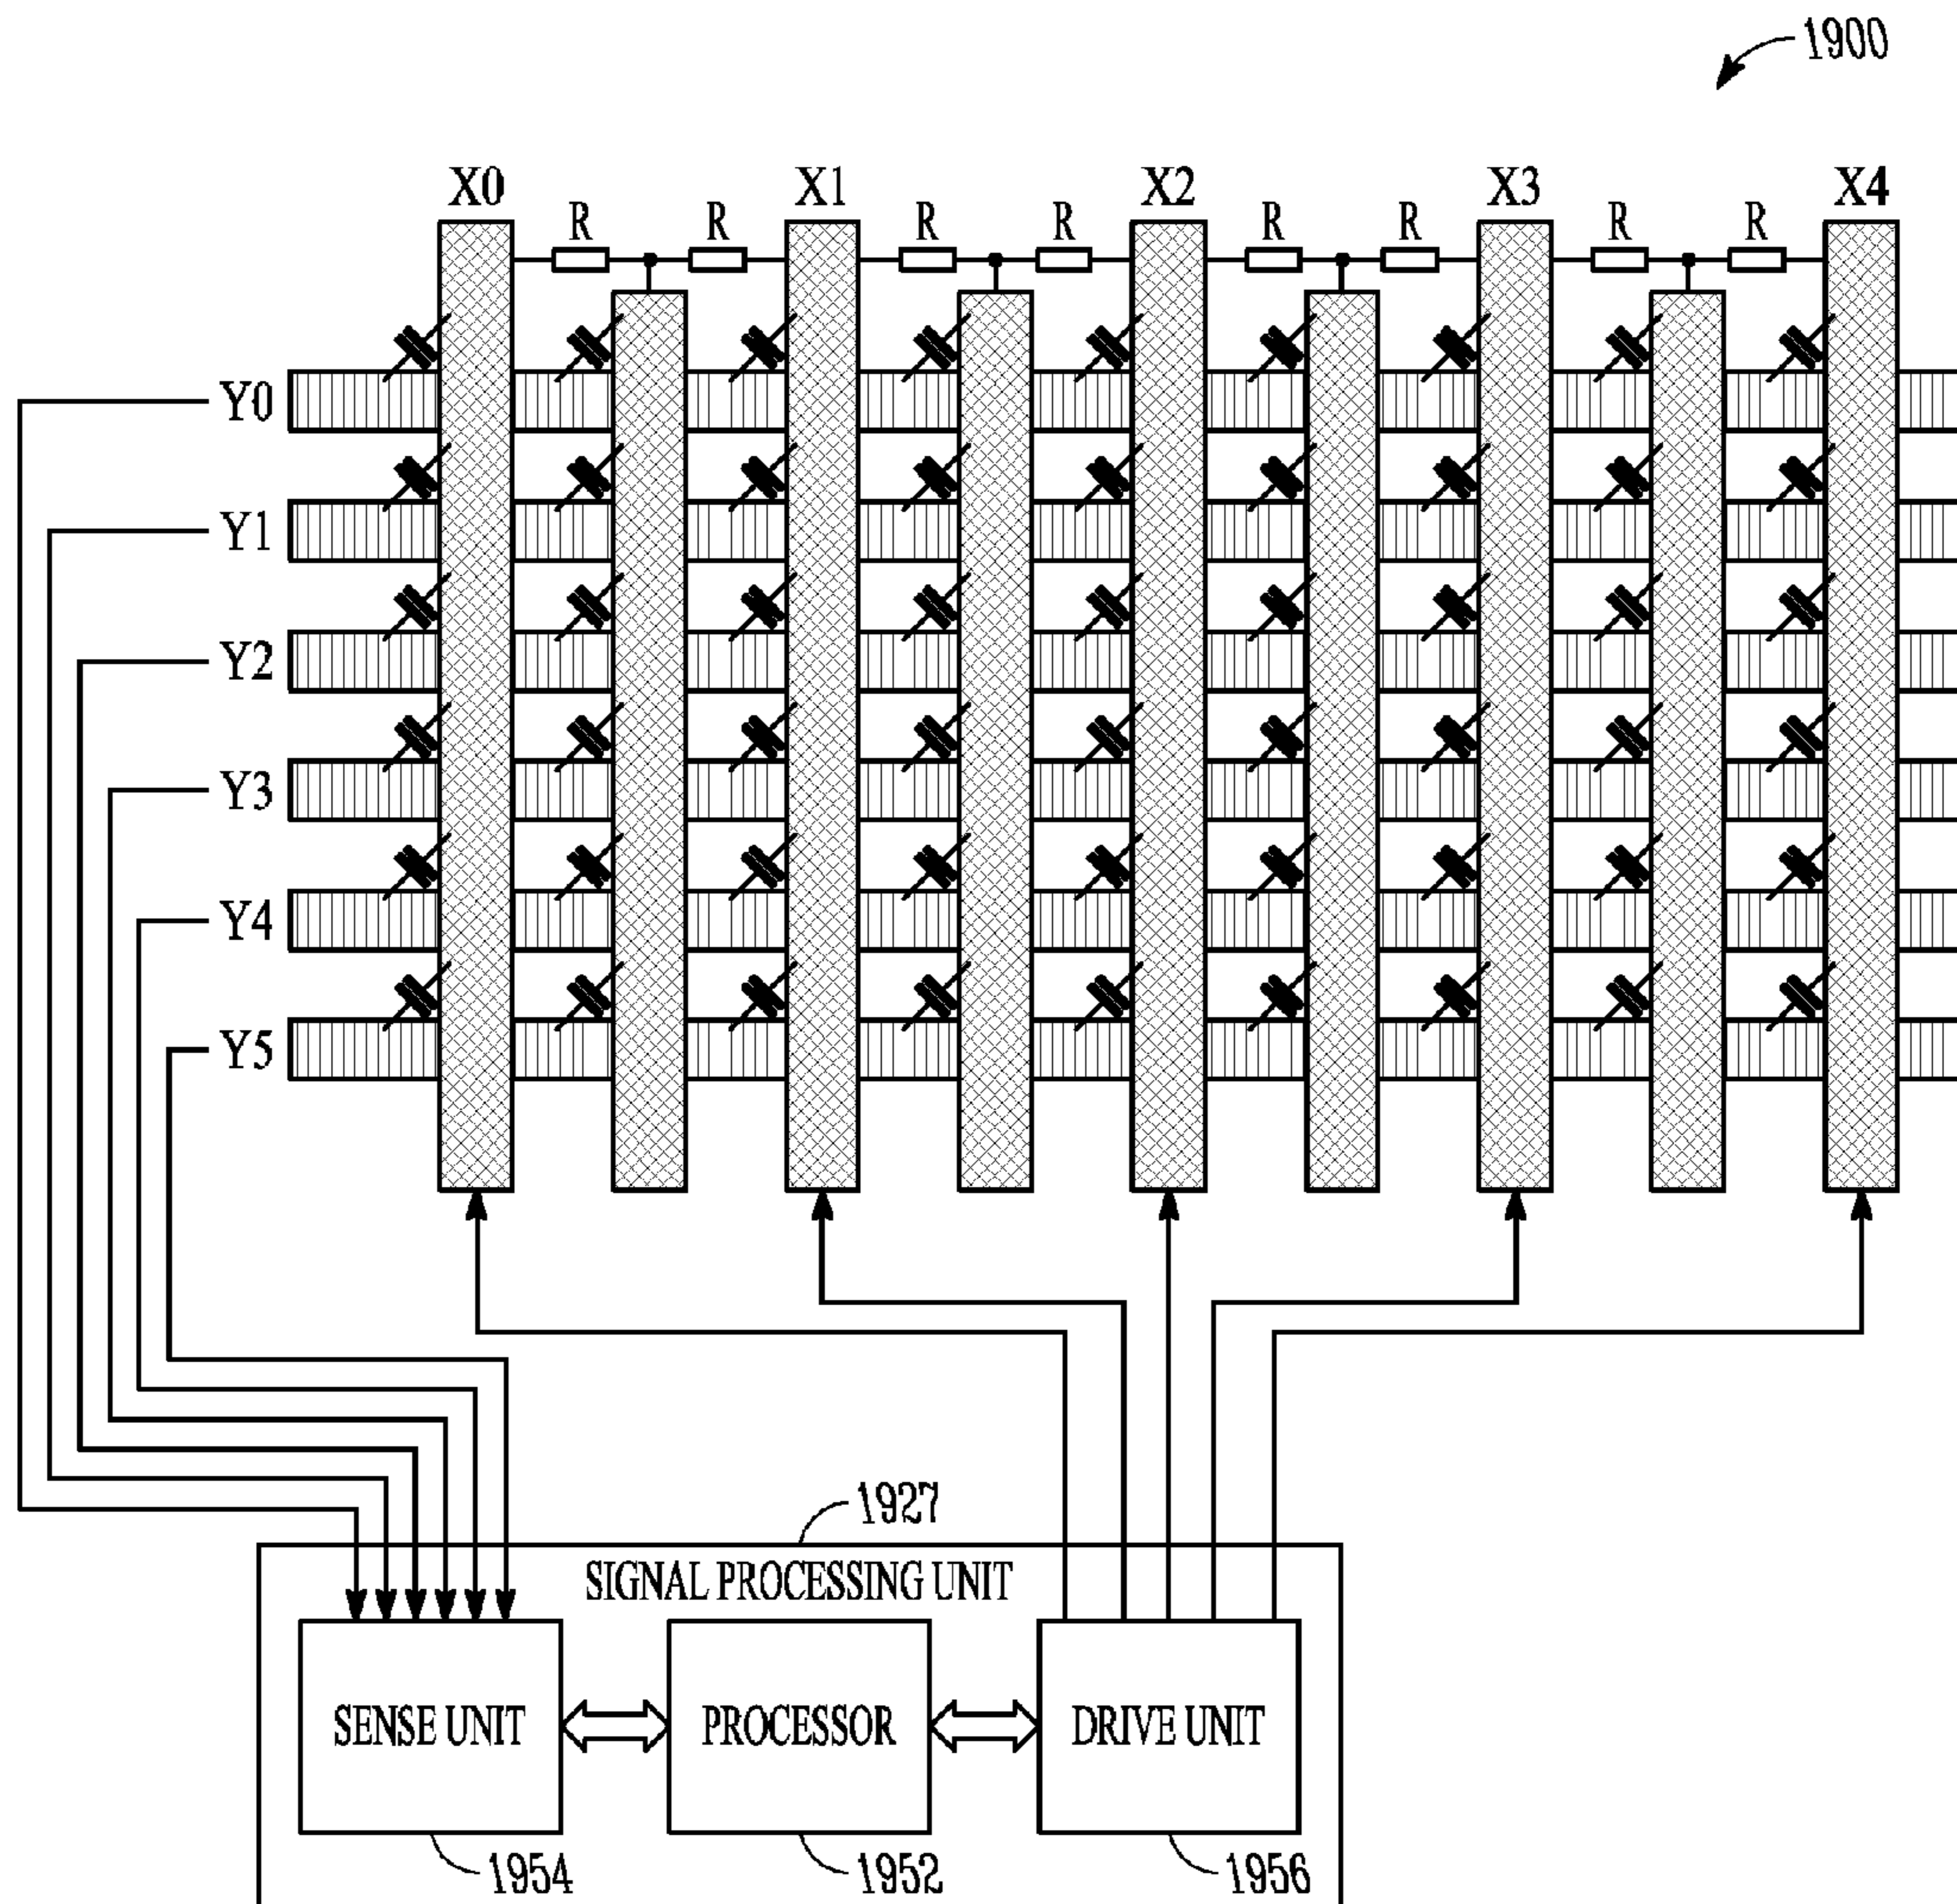 1900
X0 X1 X2 X3 X4
R R R R R R R R
Y0
Y1
Y2
Y3
Y4
Y5
1927
SIGNAL PROCESSING UNIT
SENSE UNIT PROCESSOR DRIVE UNIT
1954 1952 1956